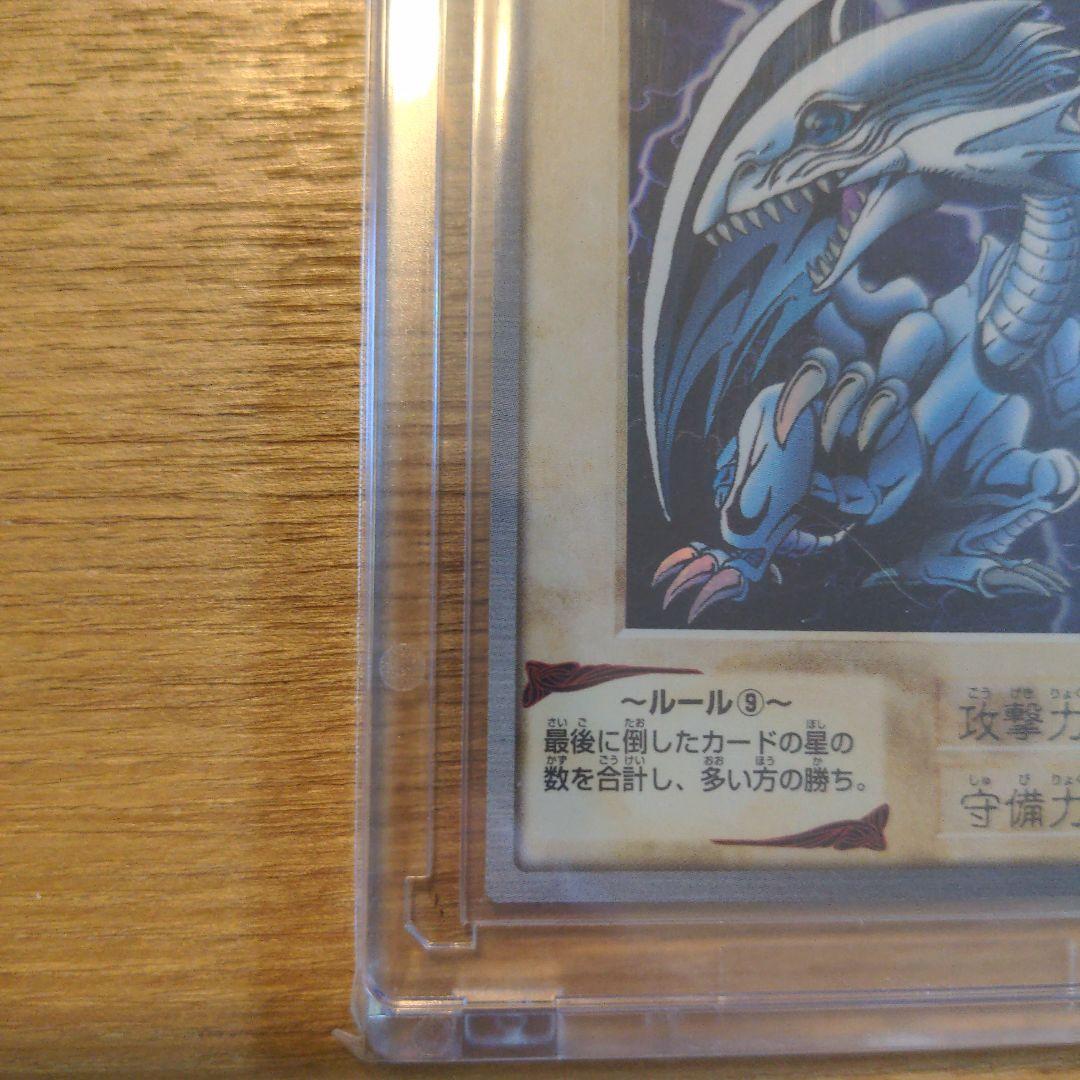 ～ルール⑨～
最後に倒したカードの星の
数を合計し、多い方の勝ち。
攻撃力
守備力